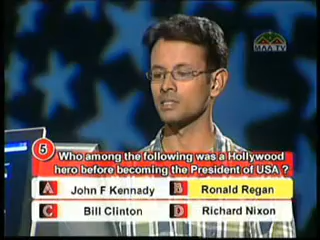 MAA TV
5
Who among the following was a Hollywood
hero before becoming the President of USA ?
A John F Kennady
B Ronald Regan
C Bill Clinton
D Richard Nixon